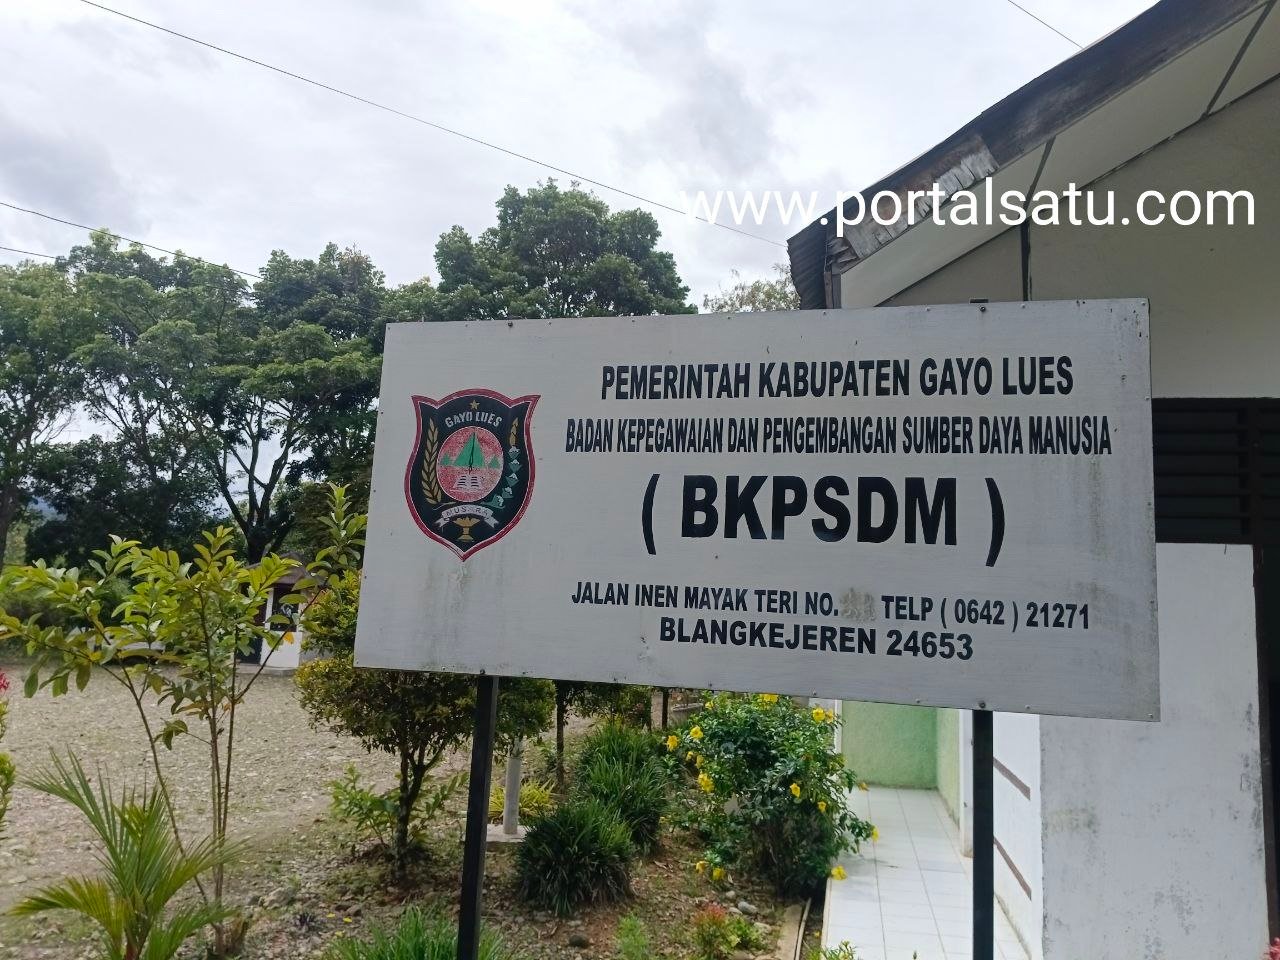 www.portalsatu.com
PEMERINTAH KABUPATEN GAYO LUES
BADAN KEPEGAWAIAN DAN PENGEMBANGAN SUMBER DAYA MANUSIA
( BKPSDM )
GAYO LUES
MUSARA
JALAN INEN MAYAK TERI NO. TELP ( 0642 ) 21271
BLANGKEJEREN 24653